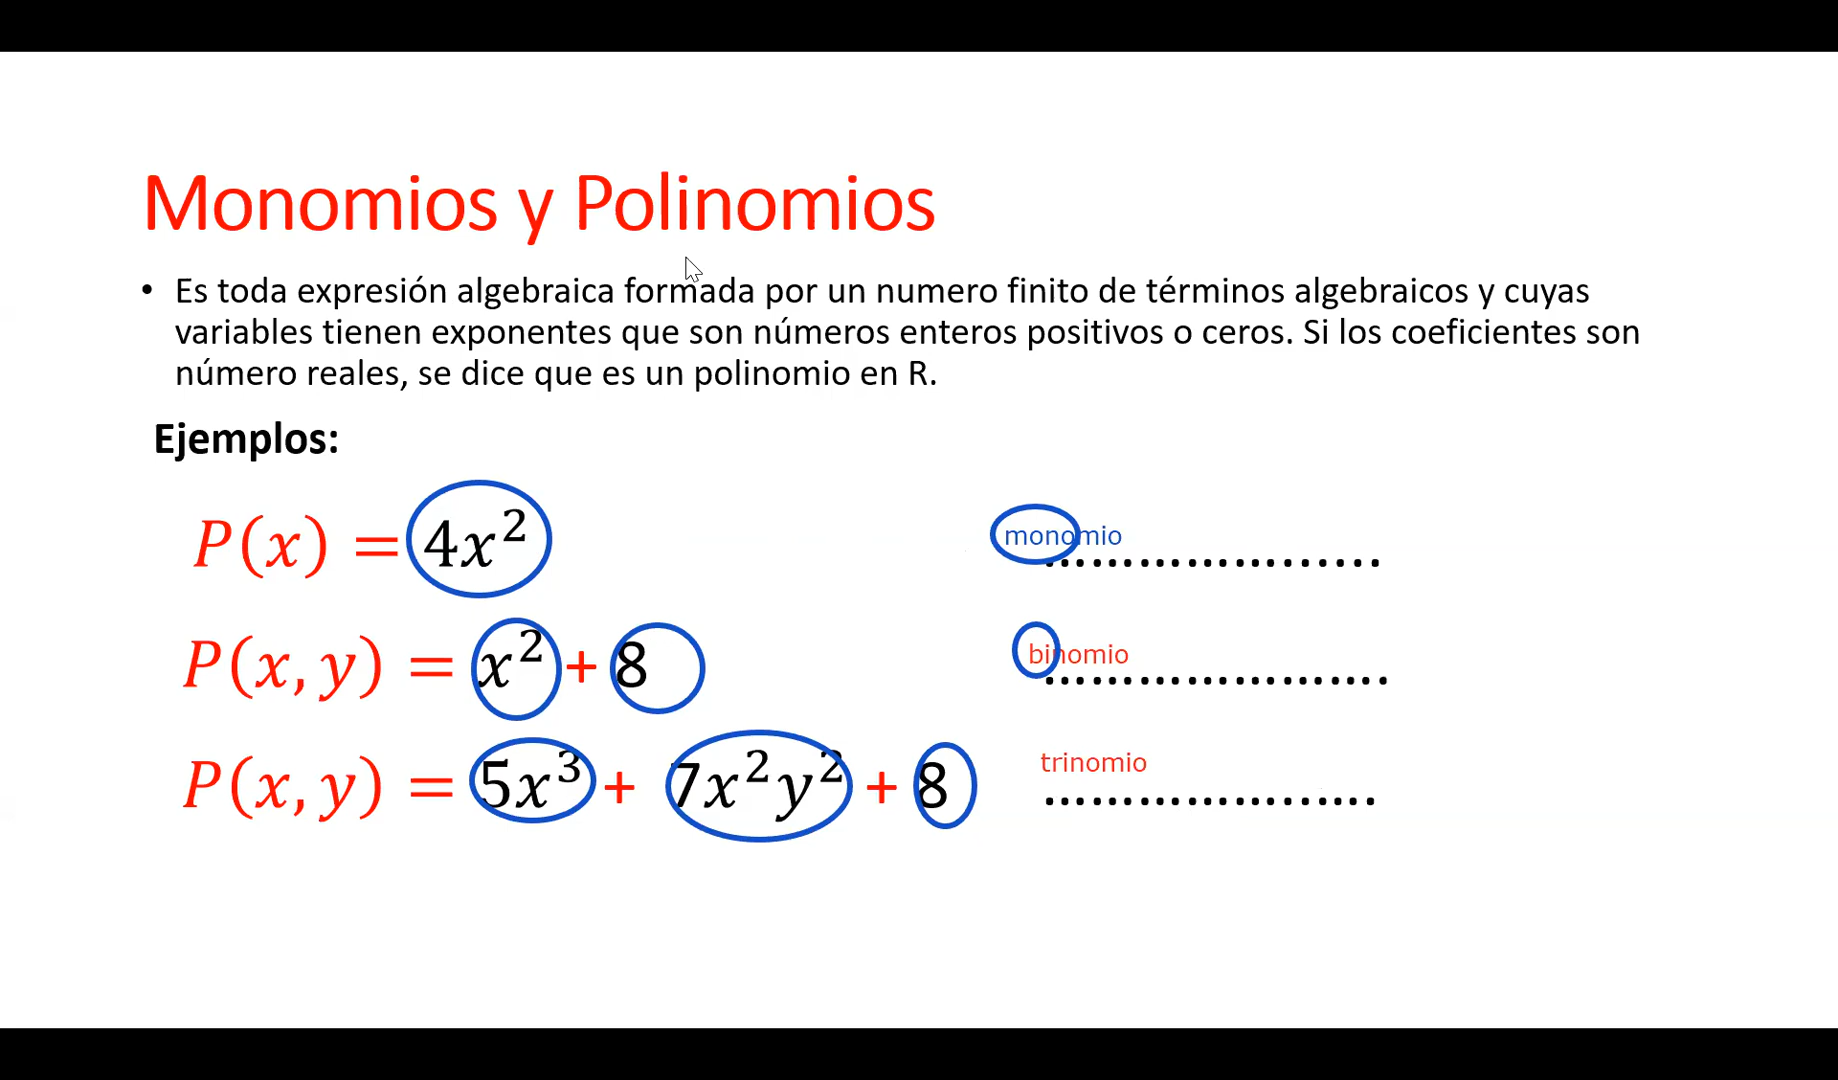 Monomios y Polinomios
• Es toda expresión algebraica formada por un numero finito de términos algebraicos y cuyas
variables tienen exponentes que son números enteros positivos o ceros. Si los coeficientes son
número reales, se dice que es un polinomio en R.
Ejemplos:
P(x) = 4x² monomio .....................
P(x, y) = x² + 8 binomio ......................
P(x, y) = 5x³ + 7x²y² + 8 trinomio .....................